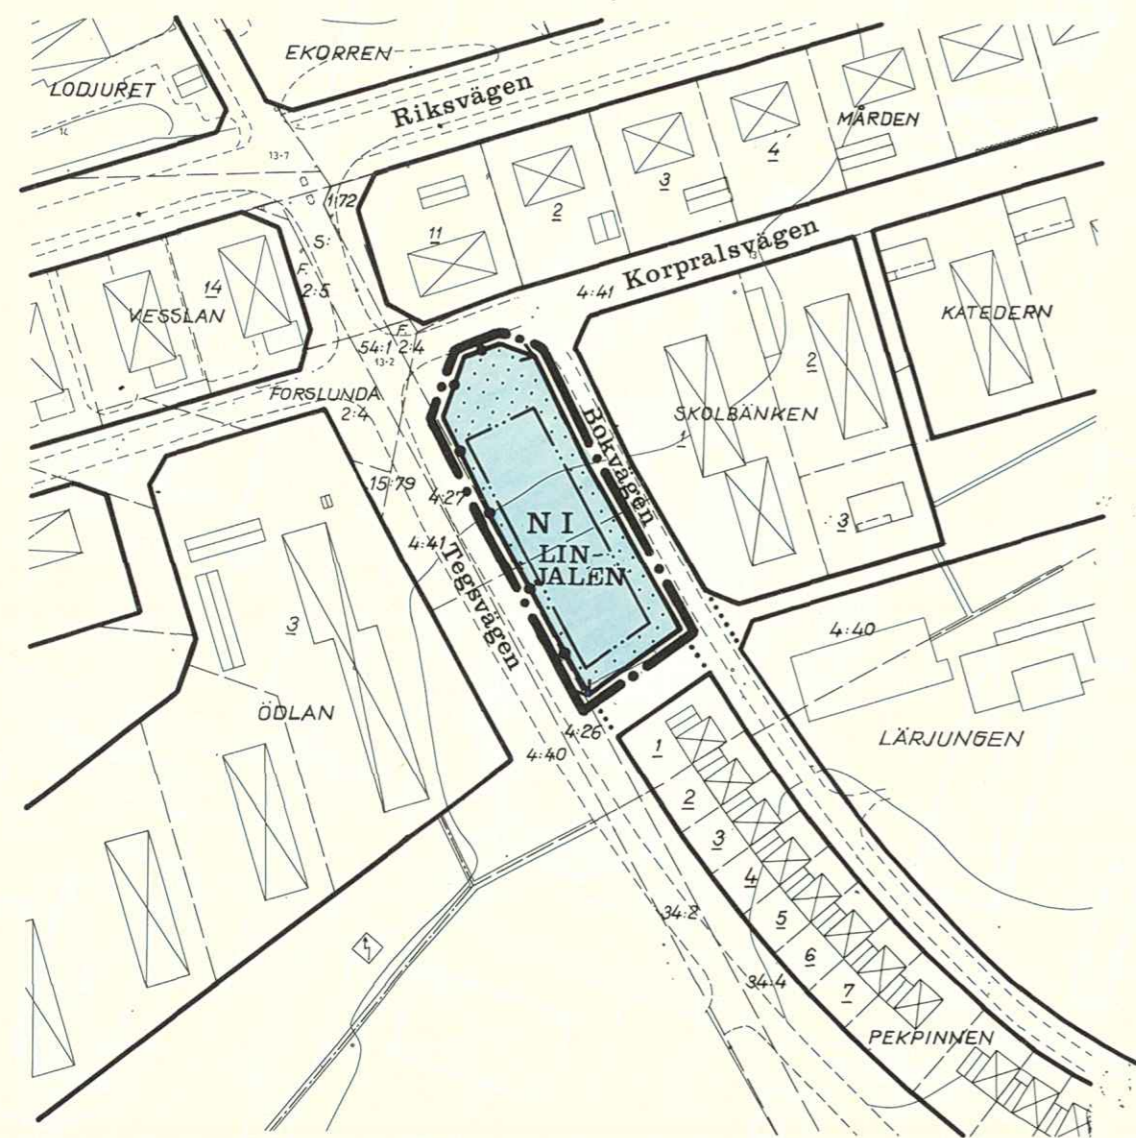 EKORREN
LODJURET
Riksvägen
MÅRDEN
4
3
2
13-7
1:72
11
5:
Korpralsvägen
4:41
F.
2:5
14
VESSLAN
KATEDERN
F.
54:1 2:4
13-2
2
FORSLUNDA
2:4
SKOLBÄNKEN
1
Bokvägen
15:79
4:27
N I
3
4:41
LIN-
JALEN
Tegsvägen
3
4:40
ÖDLAN
4:26
4:40
1
LÄRJUNGEN
2
3
4
34:2
5
6
34:4
7
PEKPINNEN